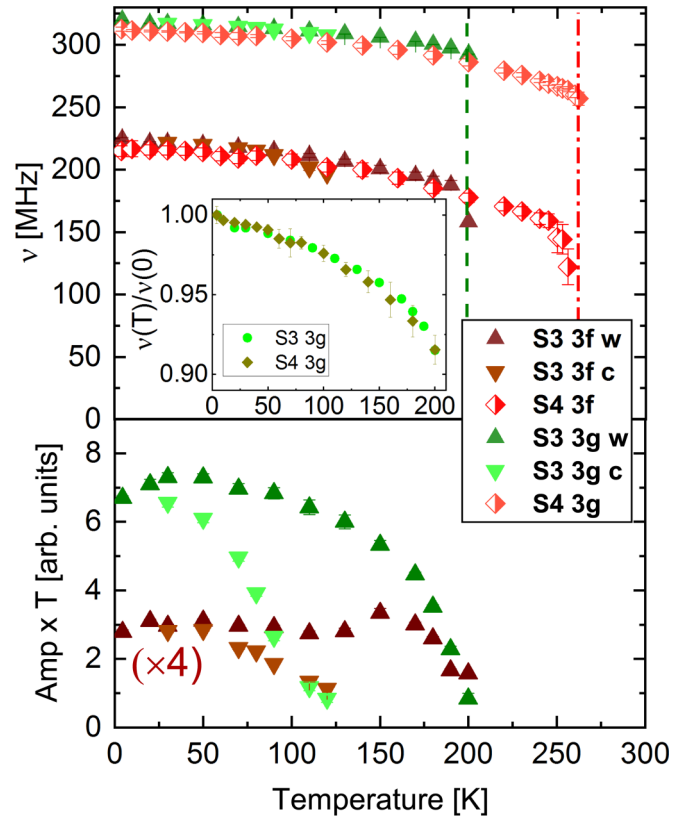 300
250
200
150
100
50
0
ν [MHz]
1.00
0.95
0.90
ν(T)/ν(0)
S3 3g
S4 3g
0 50 100 150 200
S3 3f w
S3 3f c
S4 3f
S3 3g w
S3 3g c
S4 3g
8
6
4
2
0
Amp x T [arb. units]
(×4)
0 50 100 150 200 250 300
Temperature [K]